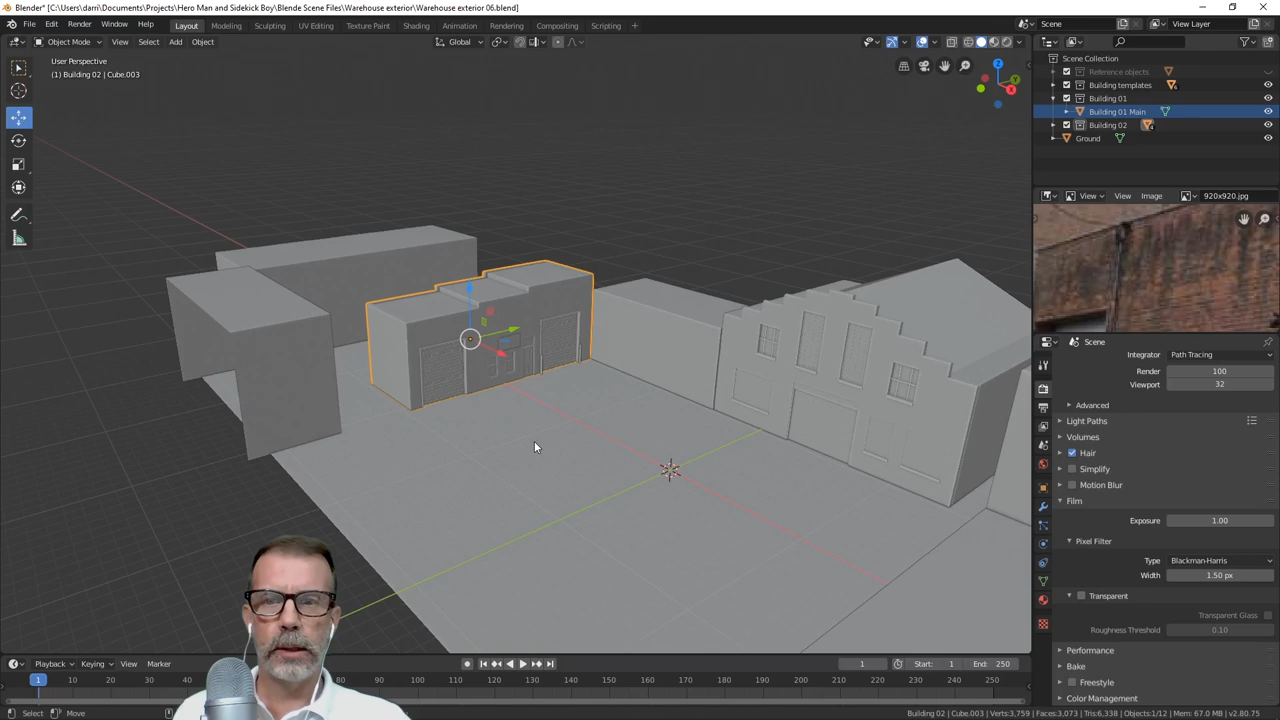 Blender* [C:\Users\darri\Documents\Projects\Hero Man and Sidekick Boy\Blende Scene Files\Warehouse exterior\Warehouse exterior 06.blend]
File Edit Render Window Help Layout Modeling Sculpting UV Editing Texture Paint Shading Animation Rendering Compositing Scripting + Scene View Layer
Object Mode View Select Add Object Global
User Perspective
(1) Building 02 | Cube.003
Z
Y
X
Scene Collection
Reference objects
Building templates
Building 01
Building 01 Main
Building 02
Ground
View View Image 920x920.jpg
Scene
Integrator Path Tracing
Render 100
Viewport 32
Advanced
Light Paths
Volumes
Hair
Simplify
Motion Blur
Film
Exposure 1.00
Pixel Filter
Type Blackman-Harris
Width 1.50 px
Transparent
Transparent Glass
Roughness Threshold 0.10
Performance
Bake
Freestyle
Color Management
Playback Keying View Marker 1 Start: 1 End: 250
1 10 20 30 40 80 90 100 110 120 130 140 150 160 170 180 190 200 210 220 230 240 250
Select Move Building 02 | Cube.003 | Verts:3,759 | Faces:3,073 | Tris:6,338 | Objects:1/12 | Mem: 67.0 MB | v2.80.75